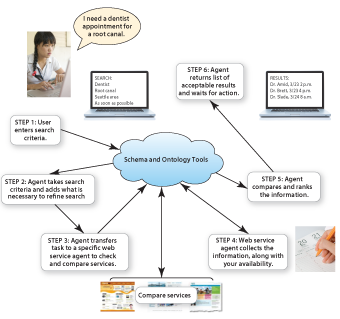 I need a dentist
appointment for
a root canal.
SEARCH:
Dentist
Root canal
Seattle area
As soon as possible
STEP 6: Agent
returns list of
acceptable results
and waits for action.
RESULTS:
Dr. Amid, 3/23 2 p.m.
Dr. Brett, 3/23 4 p.m.
Dr. Slada, 3/24 8 a.m.
STEP 1: User
enters search
criteria.
Schema and Ontology Tools
STEP 2: Agent takes search
criteria and adds what is
necessary to refine search
STEP 5: Agent
compares and ranks
the information.
STEP 3: Agent transfers
task to a specific web
service agent to check
and compare services.
STEP 4: Web service
agent collects the
information, along with
your availability.
Compare services